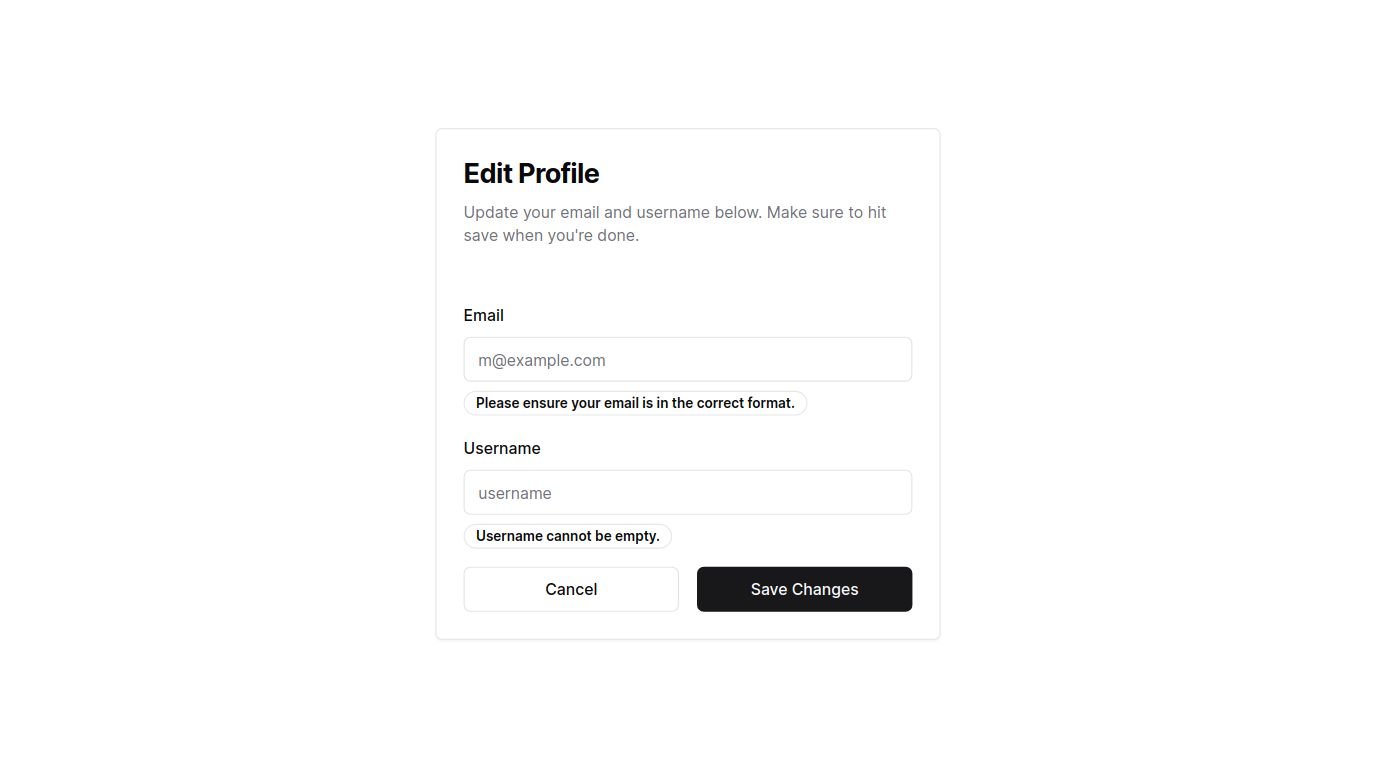 Edit Profile
Update your email and username below. Make sure to hit
save when you're done.
Email
m@example.com
Please ensure your email is in the correct format.
Username
username
Username cannot be empty.
Cancel
Save Changes